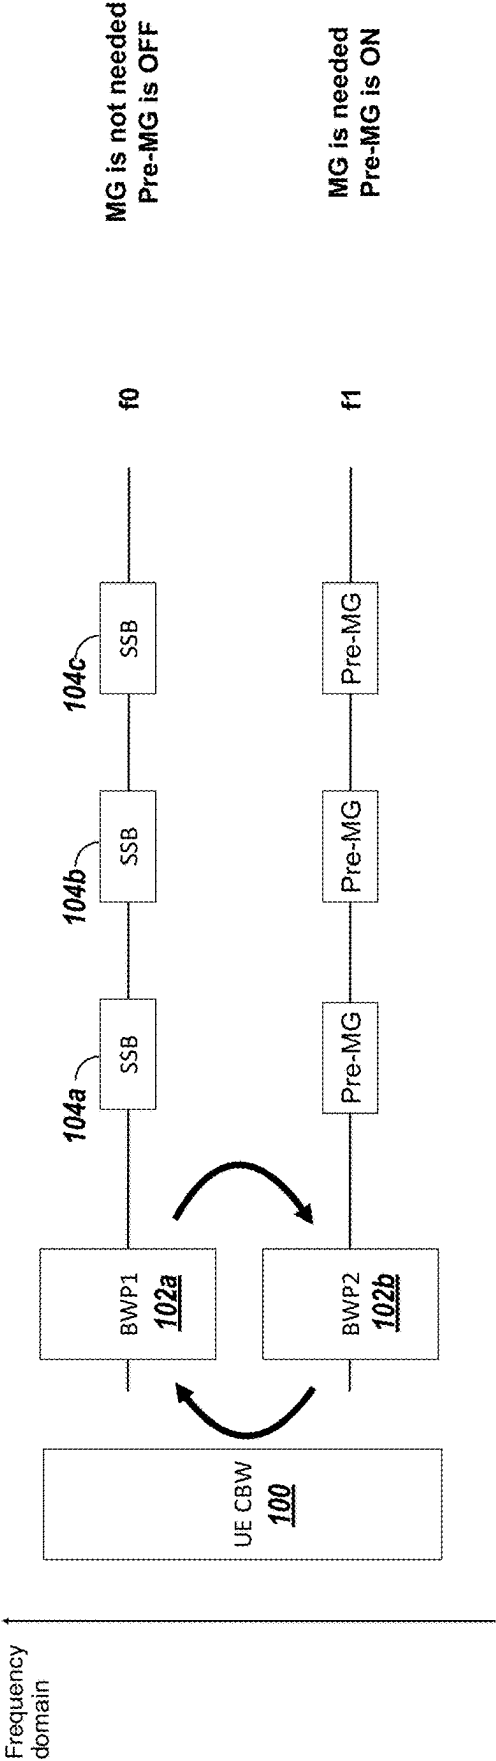 Frequency
domain
UE CBW
100
BWP1
102a
104a
SSB
104b
SSB
104c
SSB
f0
MG is not needed
Pre-MG is OFF
BWP2
102b
Pre-MG
Pre-MG
Pre-MG
f1
MG is needed
Pre-MG is ON